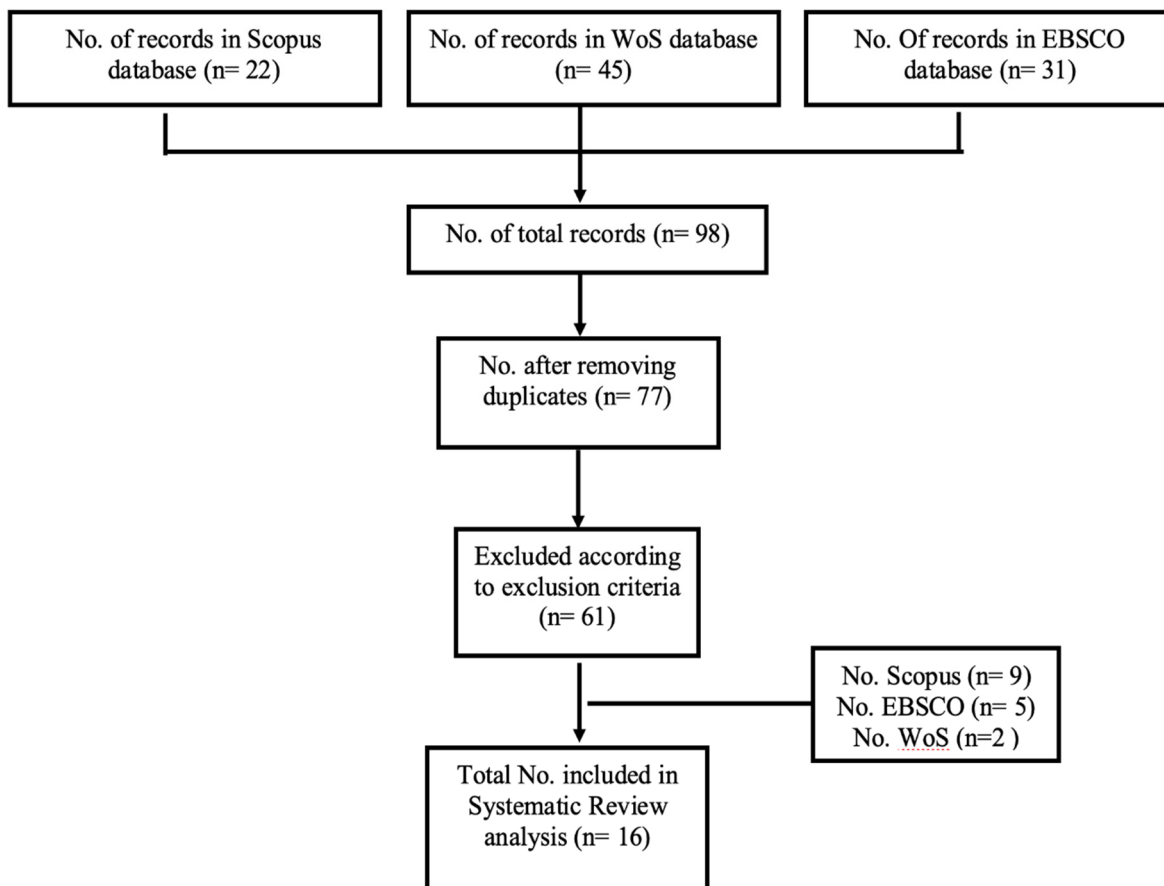 No. of records in Scopus
database (n= 22)
No. of records in WoS database
(n= 45)
No. Of records in EBSCO
database (n= 31)
No. of total records (n= 98)
No. after removing
duplicates (n= 77)
Excluded according
to exclusion criteria
(n= 61)
No. Scopus (n= 9)
No. EBSCO (n= 5)
No. WoS (n=2 )
Total No. included in
Systematic Review
analysis (n= 16)